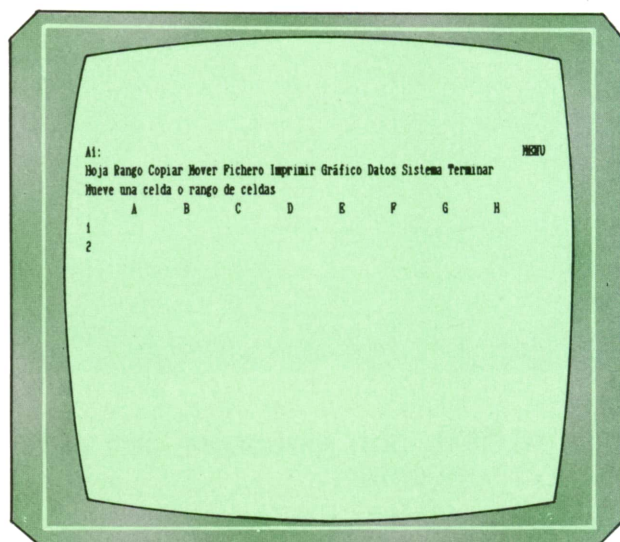 A1: MENU
Hoja Rango Copiar Mover Fichero Imprimir Gráfico Datos Sistema Terminar
Mueve una celda o rango de celdas
A B C D E F G H
1
2